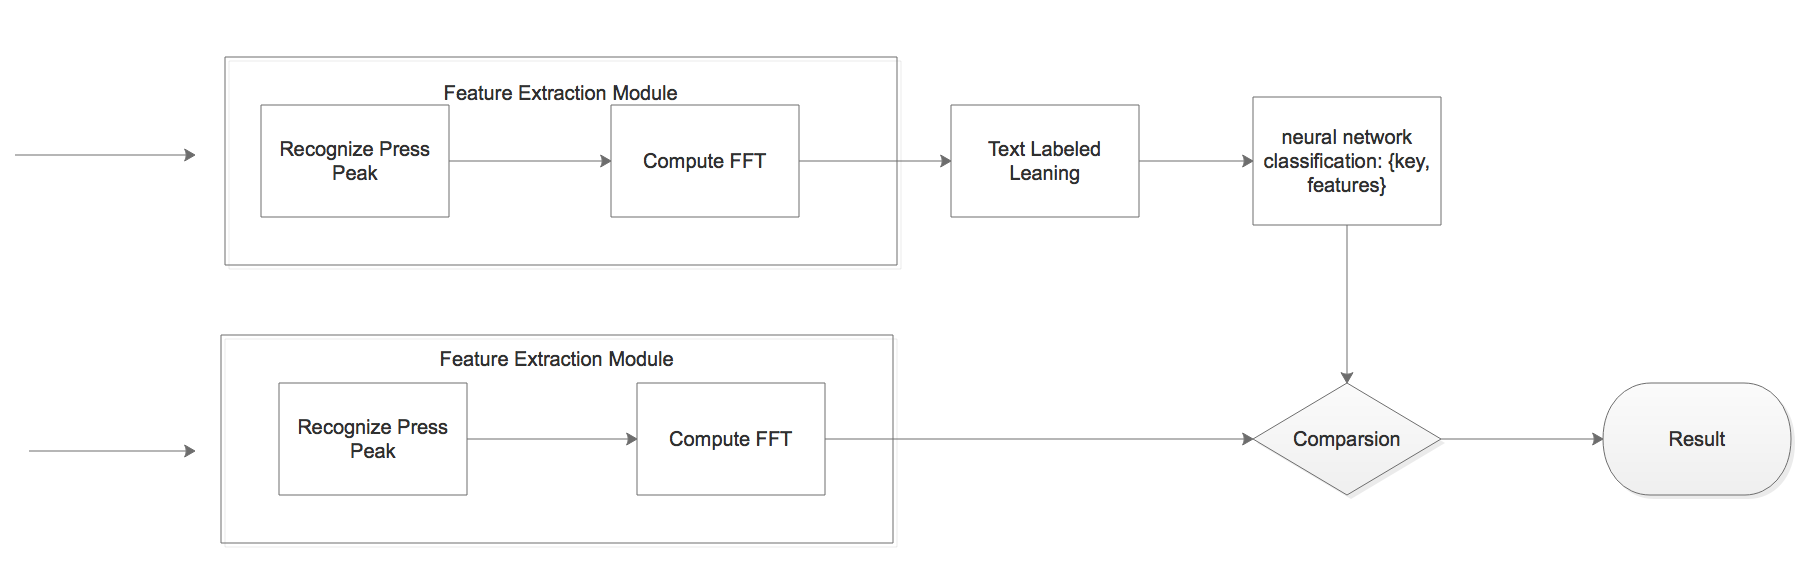 Feature Extraction Module
Recognize Press
Peak
Compute FFT
Text Labeled
Leaning
neural network
classification: {key,
features}
Feature Extraction Module
Recognize Press
Peak
Compute FFT
Comparsion
Result